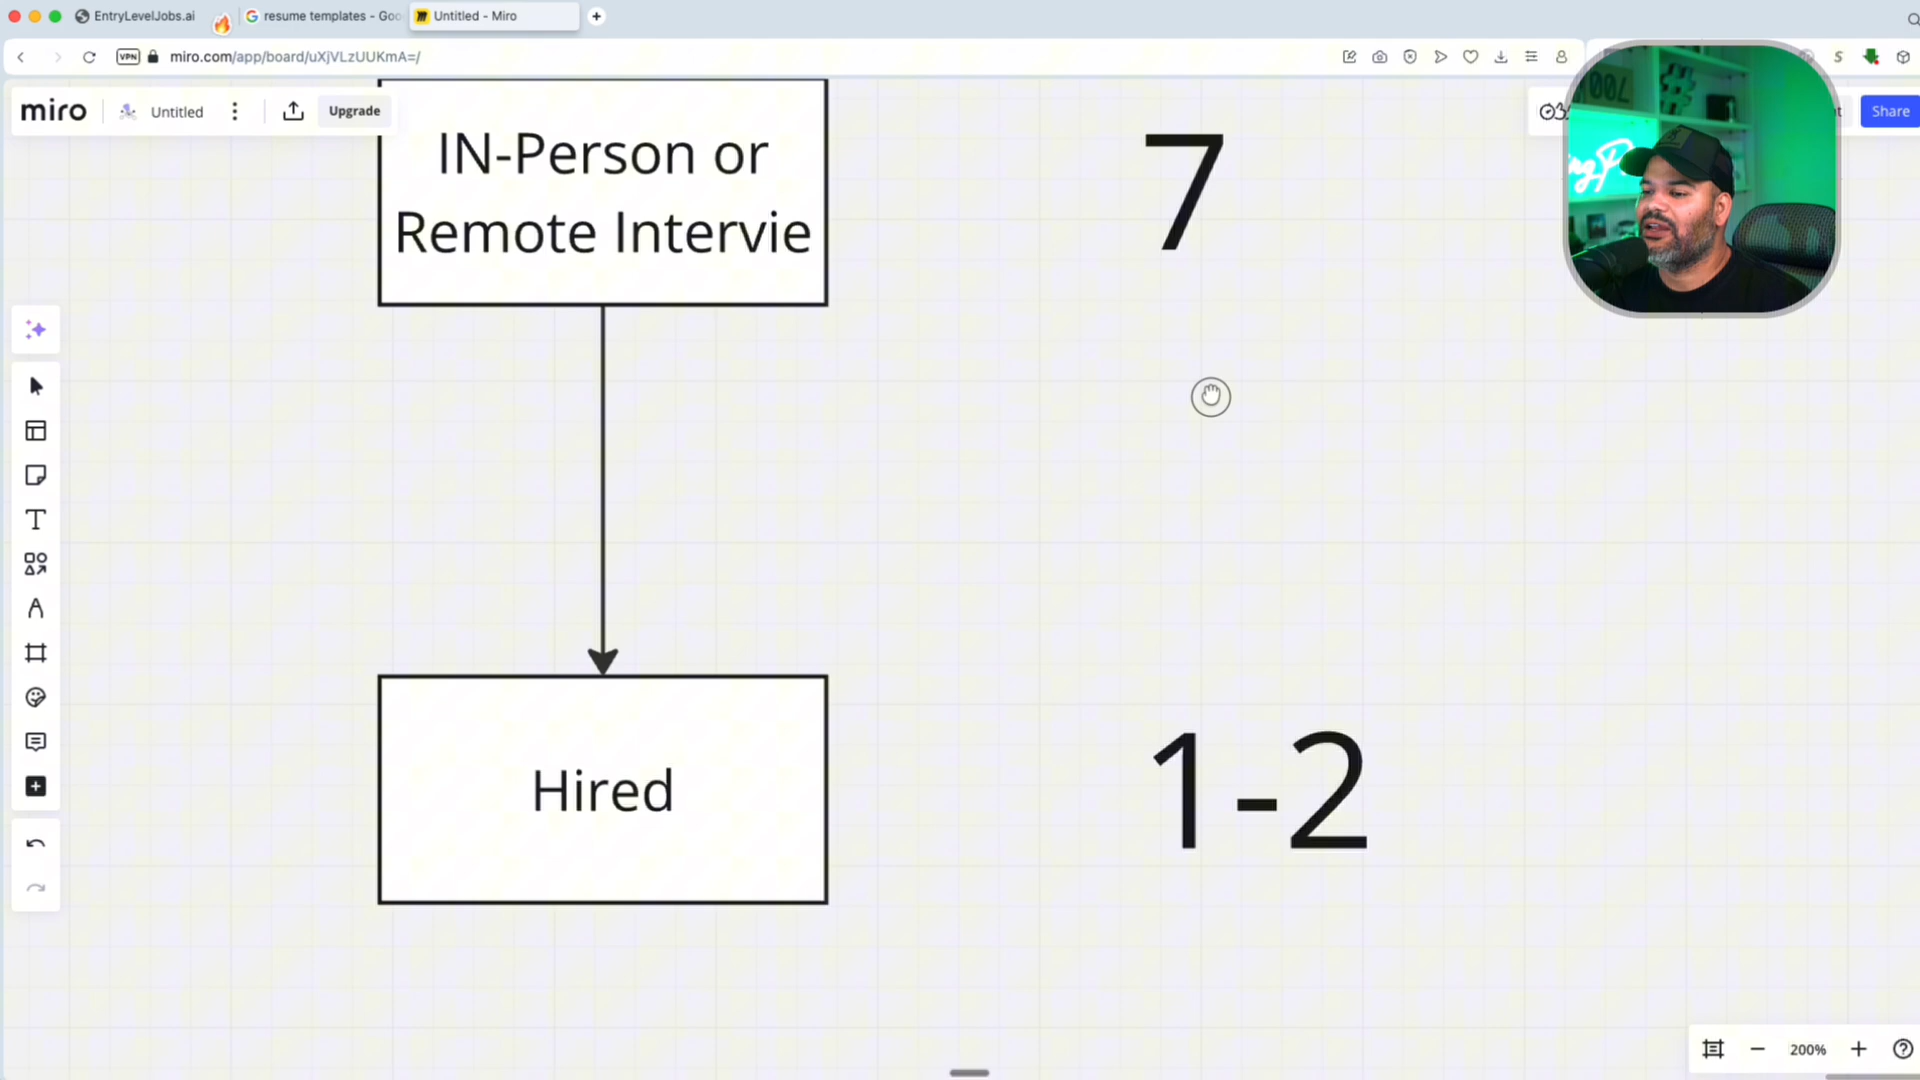 EntryLevelJobs.ai
resume templates - Goo
Untitled - Miro
VPN
miro.com/app/board/uXjVLzUUKmA=/
S
miro
Untitled
Upgrade
Share
IN-Person or
Remote Intervie
7
Hired
1-2
200%